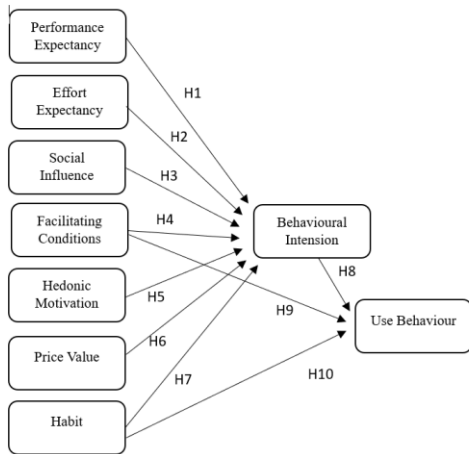 Performance
Expectancy
H1
Effort
Expectancy
H2
Social
Influence
H3
Facilitating
Conditions
H4
Behavioural
Intension
Hedonic
Motivation
H5
H8
H9
Use Behaviour
Price Value
H6
H7
H10
Habit